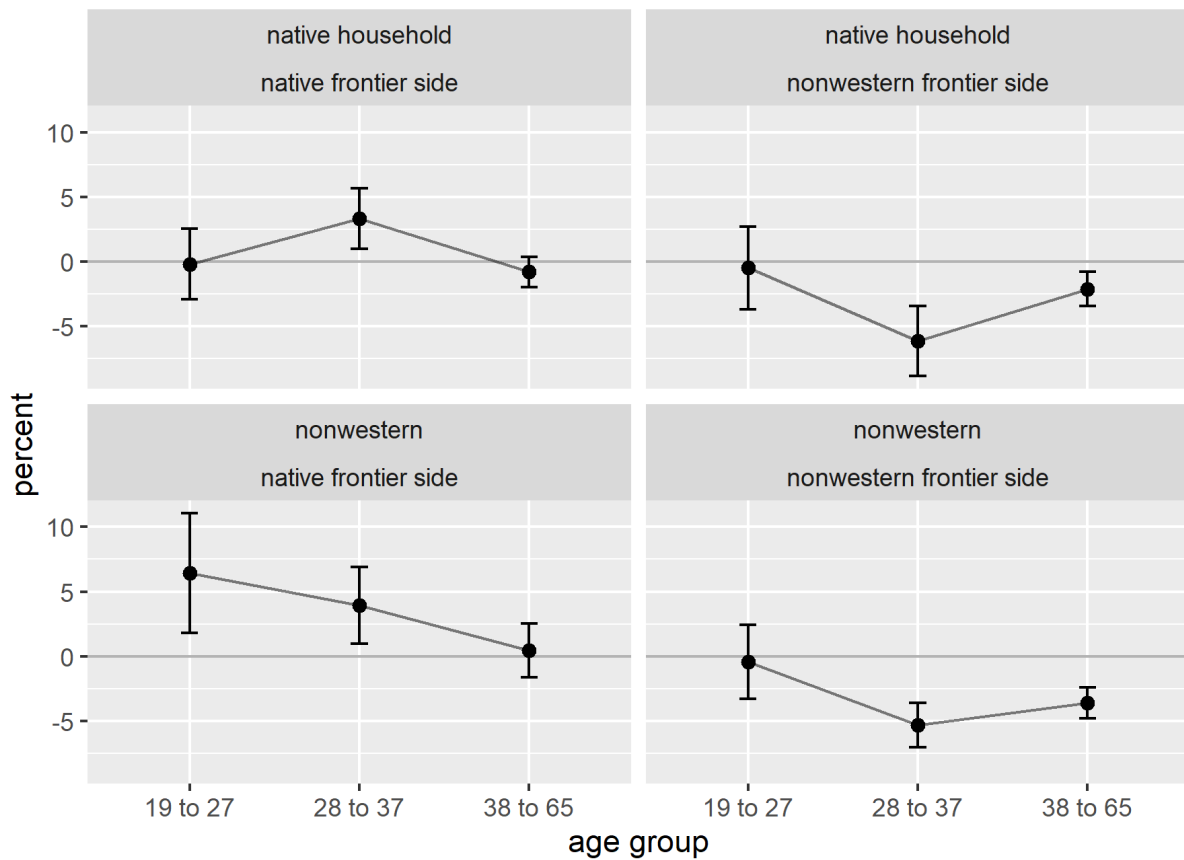 native household
native frontier side
native household
nonwestern frontier side
10
5
0
-5
nonwestern
native frontier side
nonwestern
nonwestern frontier side
10
5
0
-5
percent
19 to 27
28 to 37
38 to 65
19 to 27
28 to 37
38 to 65
age group